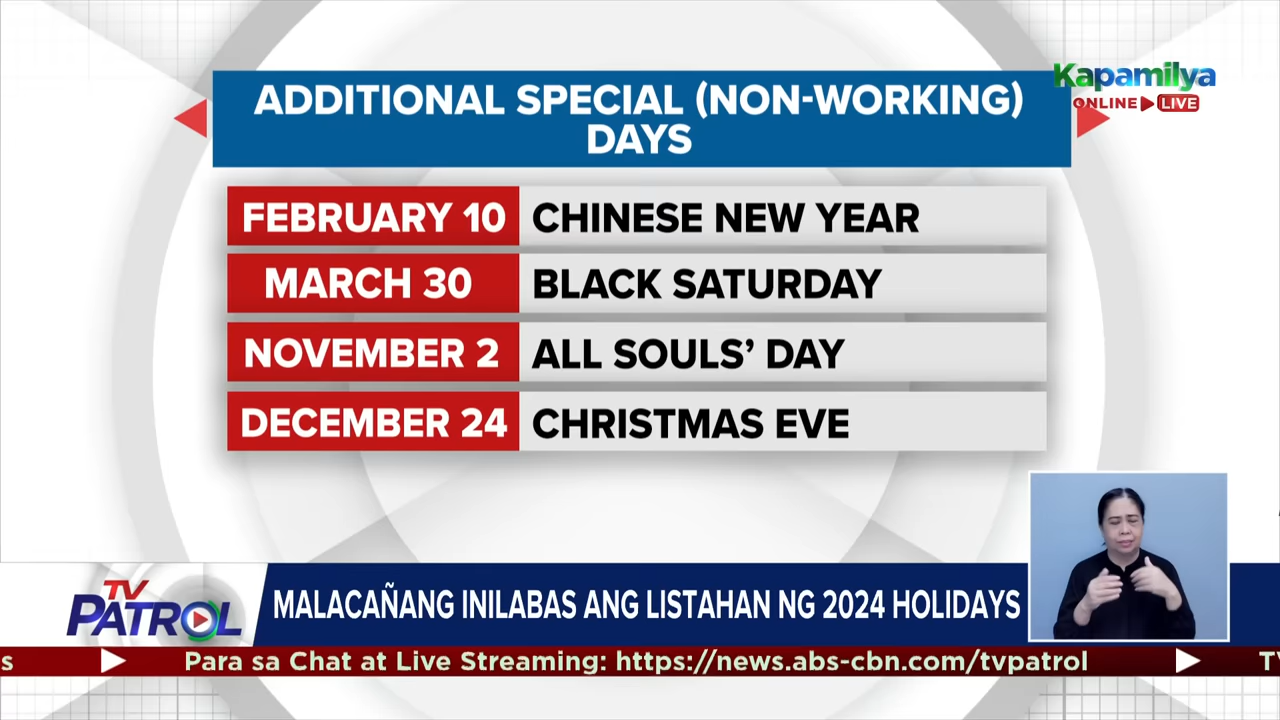 Kapamilya
ONLINE LIVE
ADDITIONAL SPECIAL (NON-WORKING)
DAYS
FEBRUARY 10 CHINESE NEW YEAR
MARCH 30 BLACK SATURDAY
NOVEMBER 2 ALL SOULS’ DAY
DECEMBER 24 CHRISTMAS EVE
TV
PATROL
MALACAÑANG INILABAS ANG LISTAHAN NG 2024 HOLIDAYS
s Para sa Chat at Live Streaming: https://news.abs-cbn.com/tvpatrol TV